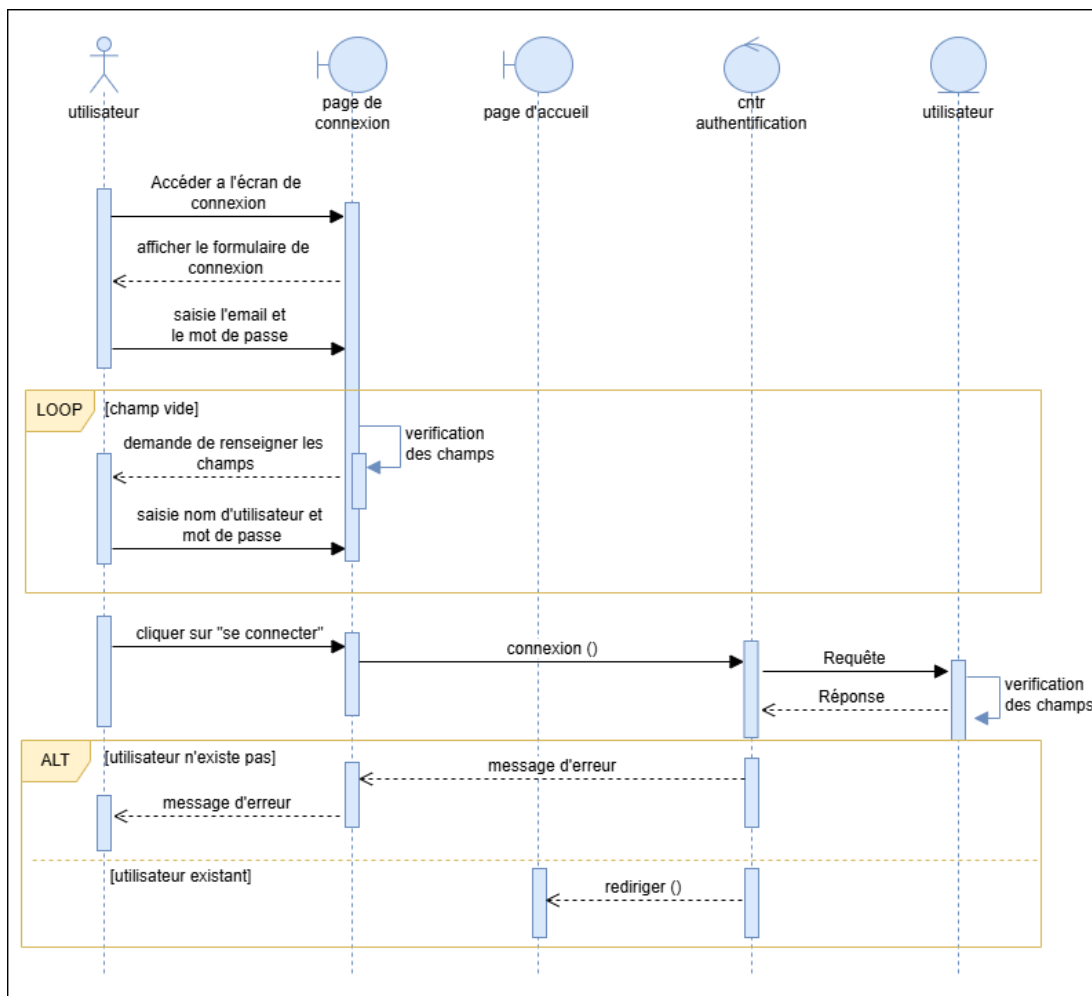 utilisateur
page de
connexion
page d'accueil
cntr
authentification
utilisateur
Accéder a l'écran de
connexion
afficher le formulaire de
connexion
saisie l'email et
le mot de passe
LOOP
[champ vide]
verification
des champs
demande de renseigner les
champs
saisie nom d'utilisateur et
mot de passe
cliquer sur "se connecter"
connexion ()
Requête
verification
des champs
Réponse
ALT
[utilisateur n'existe pas]
message d'erreur
message d'erreur
[utilisateur existant]
rediriger ()